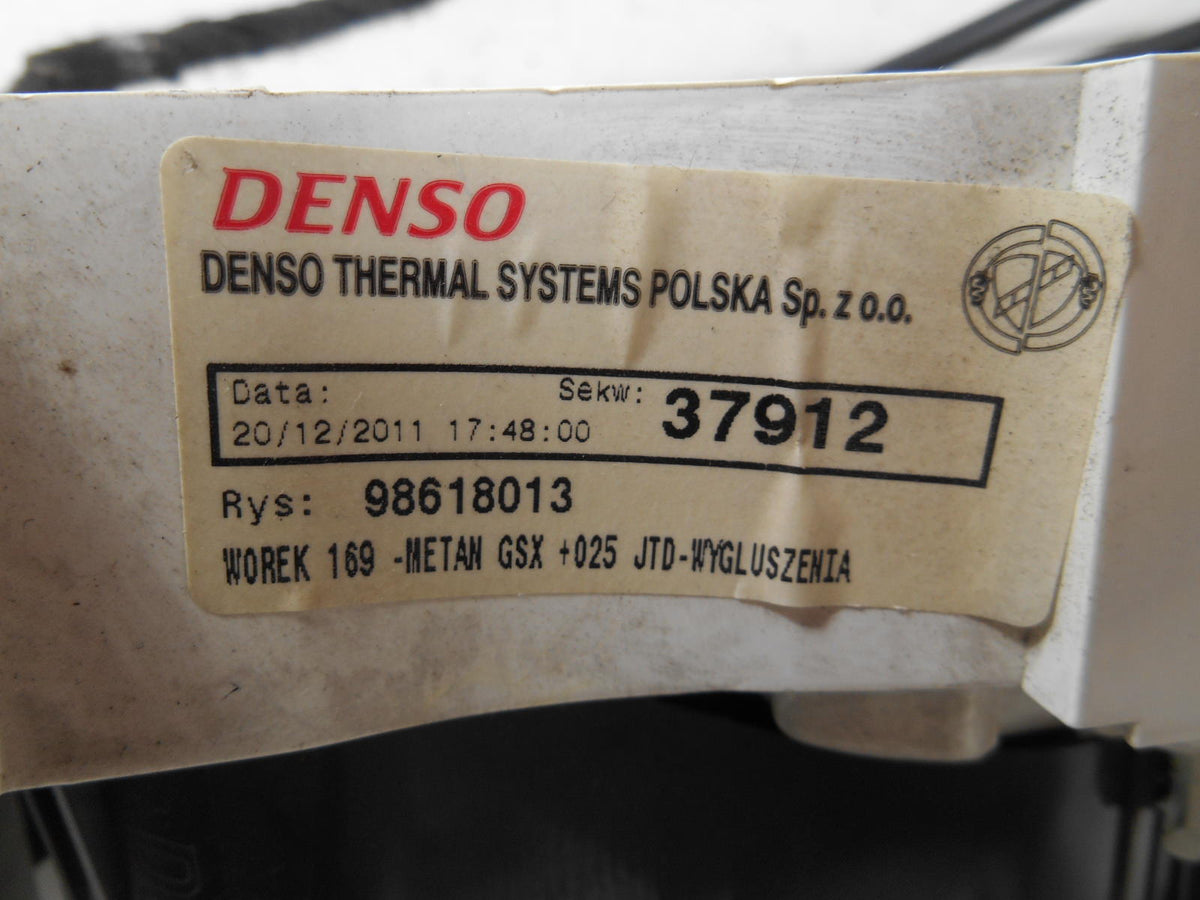 DENSO
DENSO THERMAL SYSTEMS POLSKA Sp. z o.o.
Data: Sekw: 37912
20/12/2011 17:48:00
Rys: 98618013
WOREK 169 -METAN GSX +025 JTD-WYGLUSZENIA